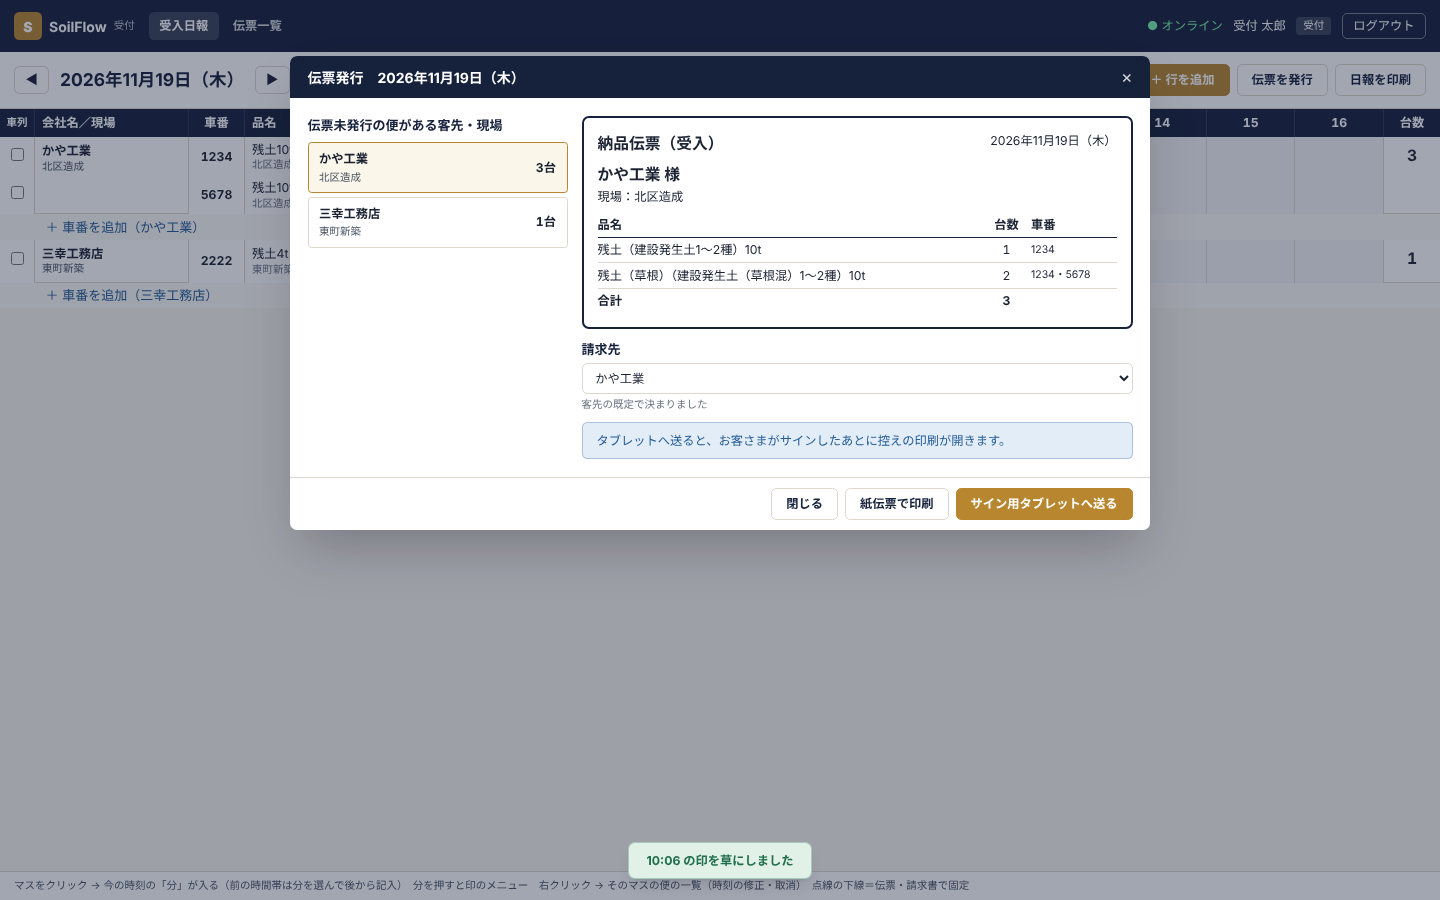 S SoilFlow 受付 受入日報 伝票一覧 オンライン 受付 太郎 受付 ログアウト
◀ 2026年11月19日（木） ▶ ＋ 行を追加 伝票を発行 日報を印刷
伝票発行　2026年11月19日（木） ×
車列 会社名／現場 車番 品名 14 15 16 台数
かや工業
北区造成
1234
残土10
北区造成
3
5678
残土10
北区造成
＋ 車番を追加（かや工業）
三幸工務店
東町新築
2222
残土4t
東町新築
1
＋ 車番を追加（三幸工務店）
伝票未発行の便がある客先・現場
かや工業
北区造成
3台
三幸工務店
東町新築
1台
納品伝票（受入） 2026年11月19日（木）
かや工業 様
現場：北区造成
品名 台数 車番
残土（建設発生土1〜2種）10t 1 1234
残土（草根）（建設発生土（草根混）1〜2種）10t 2 1234・5678
合計 3
請求先
かや工業
客先の既定で決まりました
タブレットへ送ると、お客さまがサインしたあとに控えの印刷が開きます。
閉じる 紙伝票で印刷 サイン用タブレットへ送る
10:06 の印を草にしました
マスをクリック → 今の時刻の「分」が入る（前の時間帯は分を選んで後から記入） 分を押すと印のメニュー 右クリック → そのマスの便の一覧（時刻の修正・取消） 点線の下線＝伝票・請求書で固定